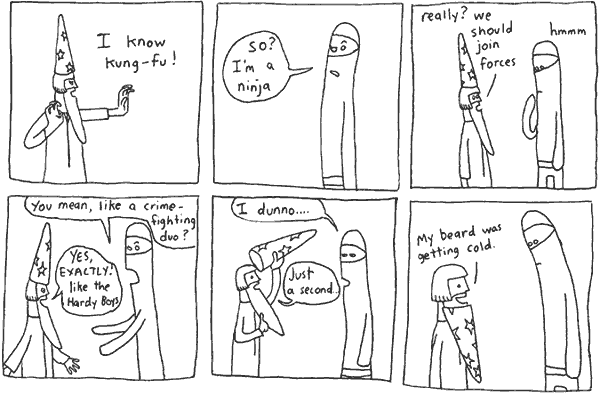 I know
kung-fu!
SO?
I'm a
ninja
really? we
should
join
forces
hmmm
You mean, like a crime-
fighting
duo?
YES,
EXACTLY!
like the
Hardy Boys
I dunno....
Just
a second.
My beard was
getting cold.